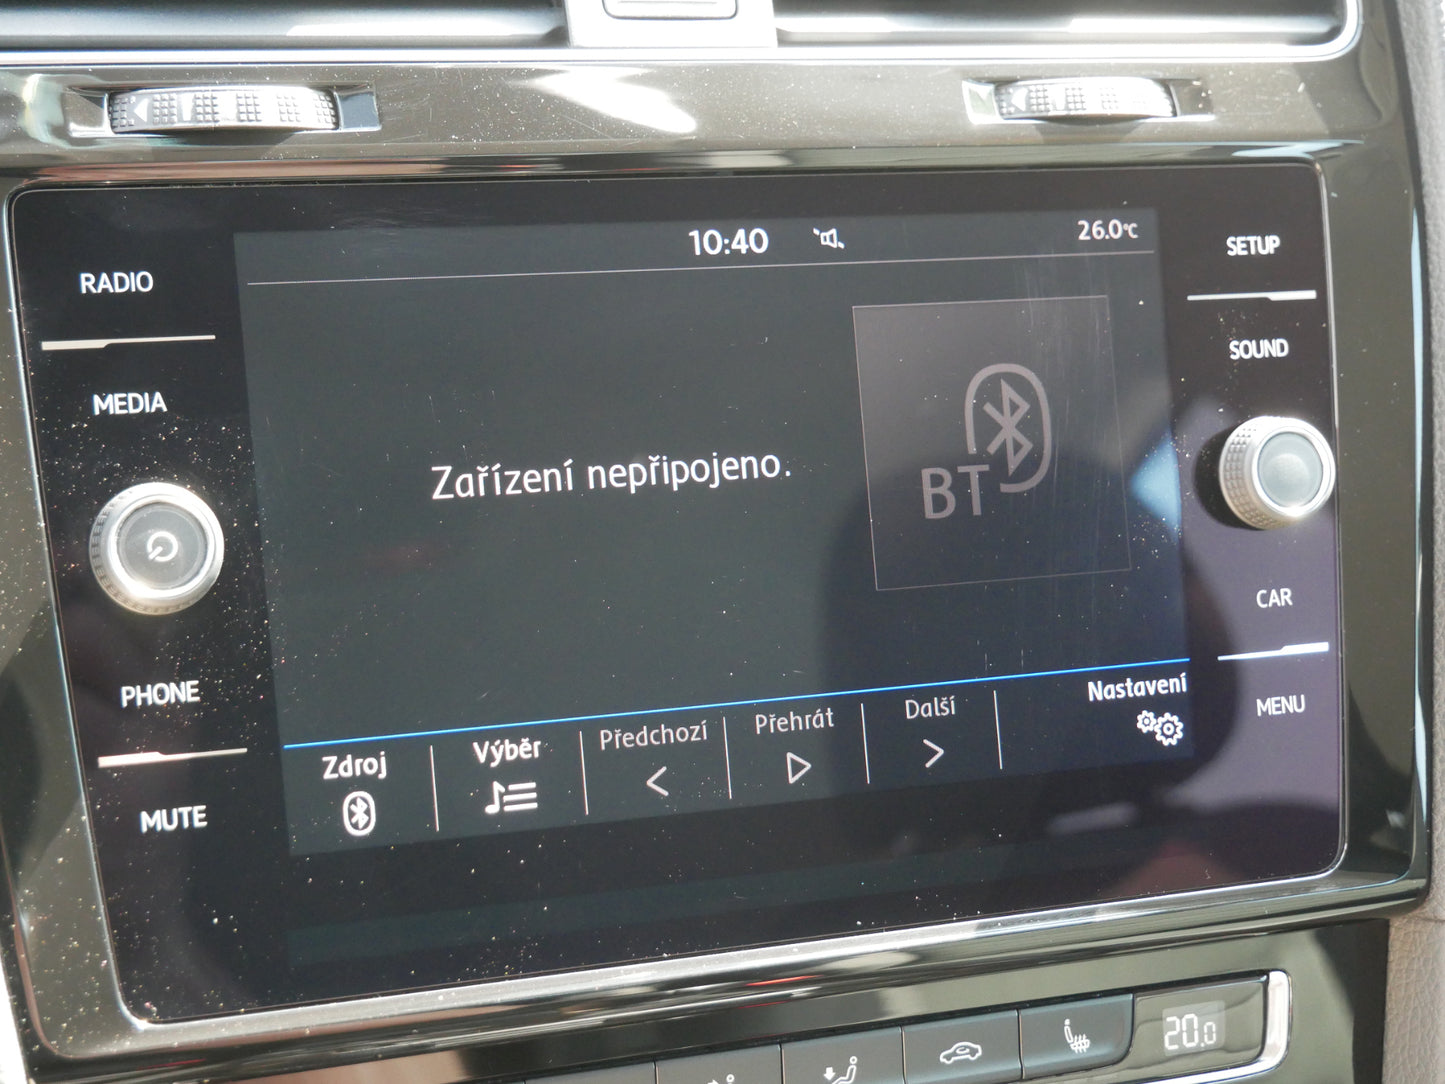 10:40
26.0°C
RADIO
MEDIA
PHONE
MUTE
Zařízení nepřipojeno.
BT
SETUP
SOUND
CAR
MENU
Zdroj
Výběr
Předchozí
Přehrát
Další
Nastavení
20.0